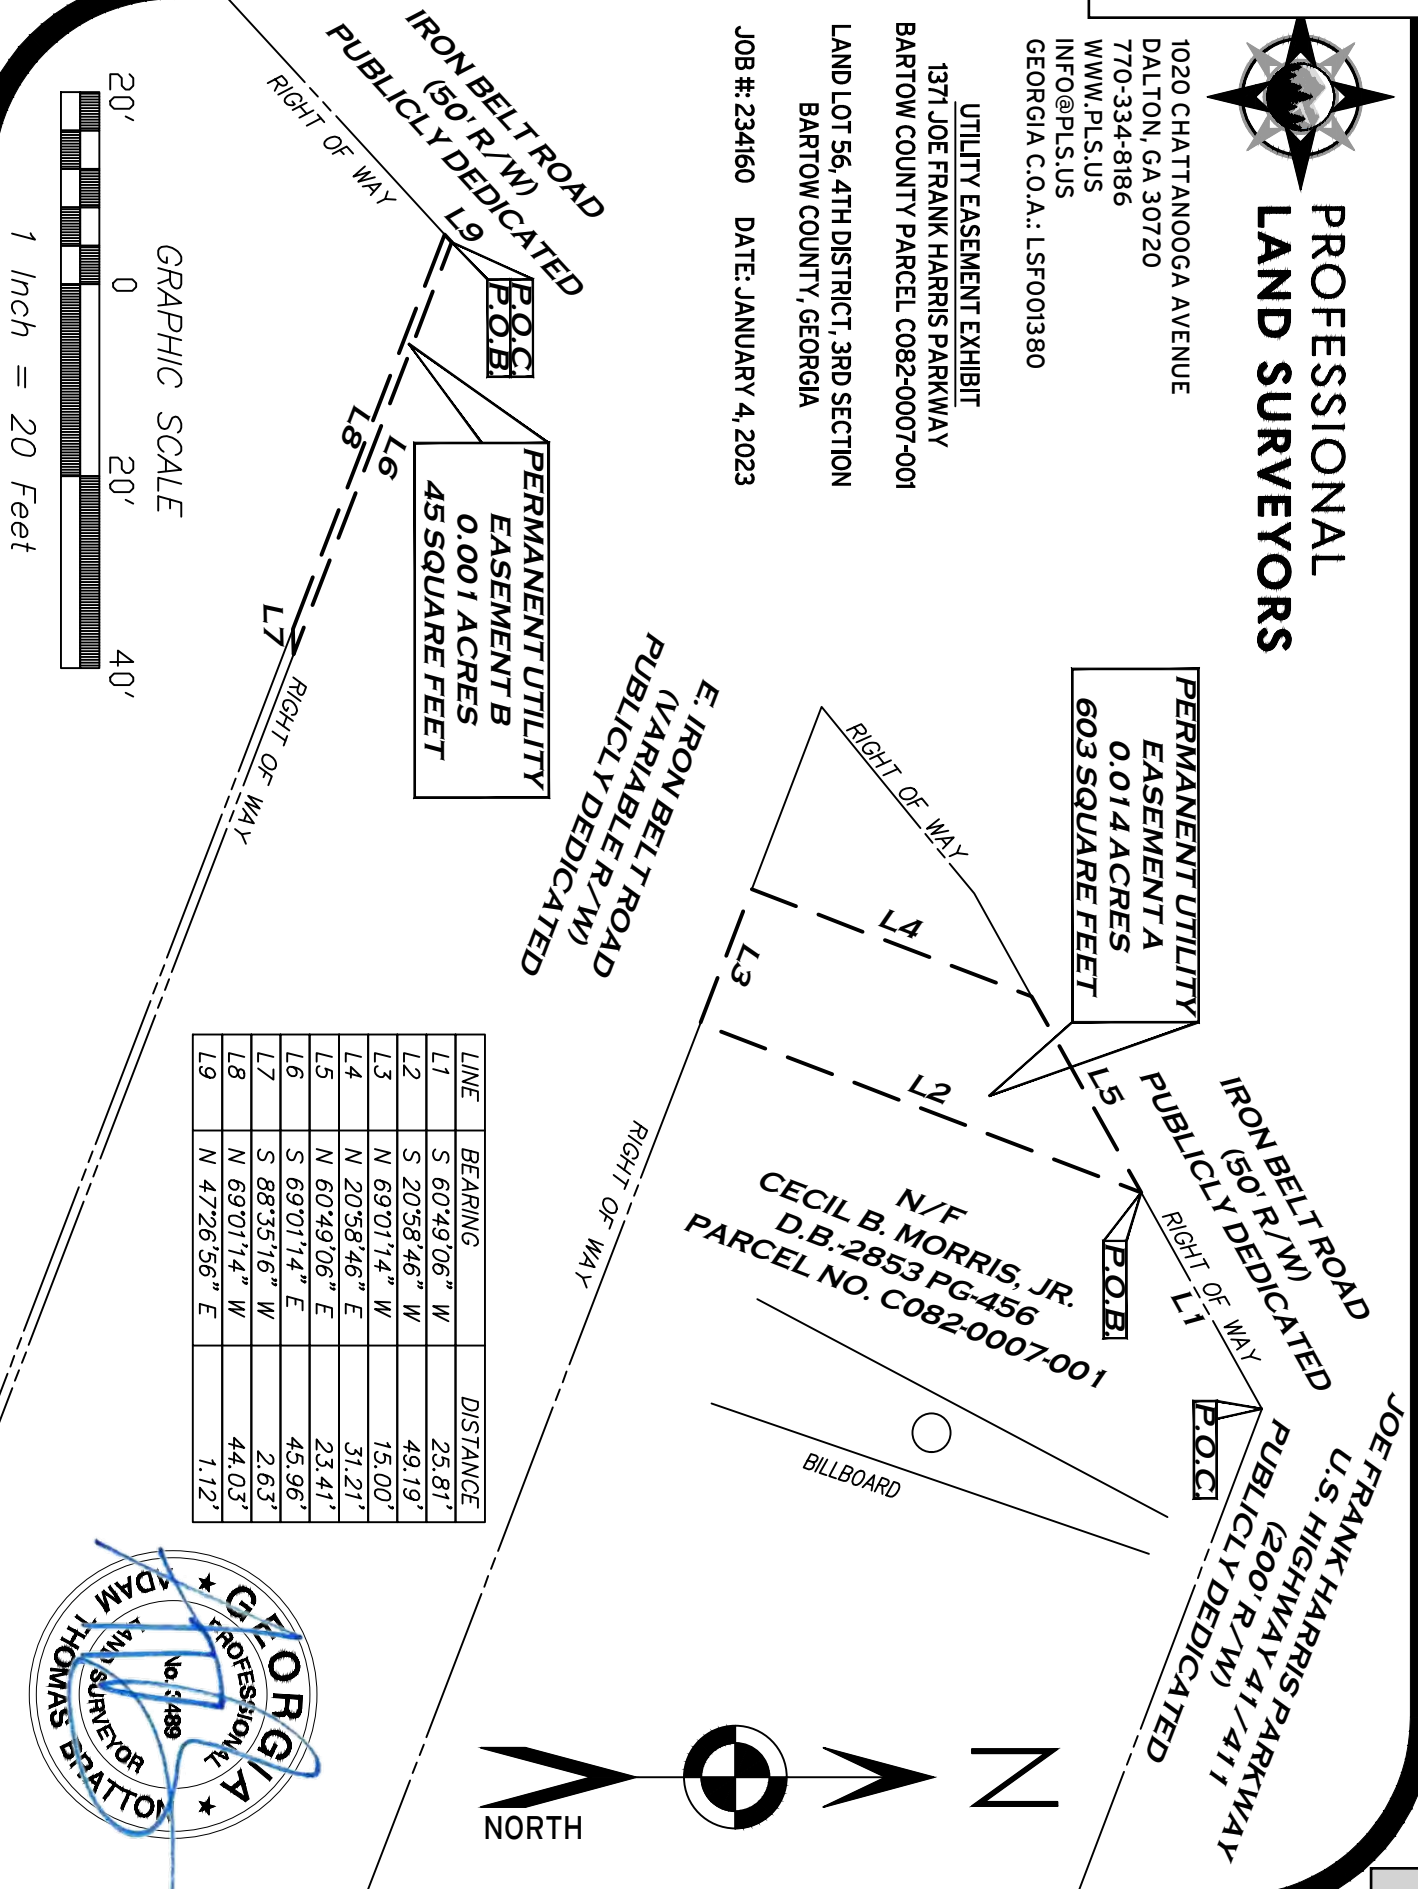 PROFESSIONAL
LAND SURVEYORS
1020 CHATTANOOGA AVENUE
DALTON, GA 30720
770-334-8186
WWW.PLS.US
INFO@PLS.US
GEORGIA C.O.A.: LSF001380
UTILITY EASEMENT EXHIBIT
1371 JOE FRANK HARRIS PARKWAY
BARTOW COUNTY PARCEL C082-0007-001
LAND LOT 56, 4TH DISTRICT, 3RD SECTION
BARTOW COUNTY, GEORGIA
JOB #: 234160 DATE: JANUARY 4, 2023
IRON BELT ROAD
(50' R/W)
PUBLICLY DEDICATED
RIGHT OF WAY
L9
P.O.C.
P.O.B.
PERMANENT UTILITY
EASEMENT B
0.001 ACRES
45 SQUARE FEET
L6
L8
L7
RIGHT OF WAY
GRAPHIC SCALE
20' 0 20' 40'
1 Inch = 20 Feet
PERMANENT UTILITY
EASEMENT A
0.014 ACRES
603 SQUARE FEET
RIGHT OF WAY
E. IRON BELT ROAD
(VARIABLE R/W)
PUBLICLY DEDICATED
L4
L3
L2
L5
IRON BELT ROAD
(50' R/W)
PUBLICLY DEDICATED
RIGHT OF WAY
L1
P.O.B.
P.O.C.
N/F
CECIL B. MORRIS, JR.
D.B.-2853 PG-456
PARCEL NO. C082-0007-001
RIGHT OF WAY
BILLBOARD
JOE FRANK HARRIS PARKWAY
U.S. HIGHWAY 41/411
(200' R/W)
PUBLICLY DEDICATED
LINE BEARING DISTANCE
L1 S 60°49'06" W 25.81'
L2 S 20°58'46" W 49.19'
L3 N 69°01'14" W 15.00'
L4 N 20°58'46" E 31.21'
L5 N 60°49'06" E 23.41'
L6 S 69°01'14" E 45.96'
L7 S 88°35'16" W 2.63'
L8 N 69°01'14" W 44.03'
L9 N 47°26'56" E 1.12'
N
NORTH
GEORGIA
PROFESSIONAL
No. 3489
LAND SURVEYOR
ADAM THOMAS BRATTON